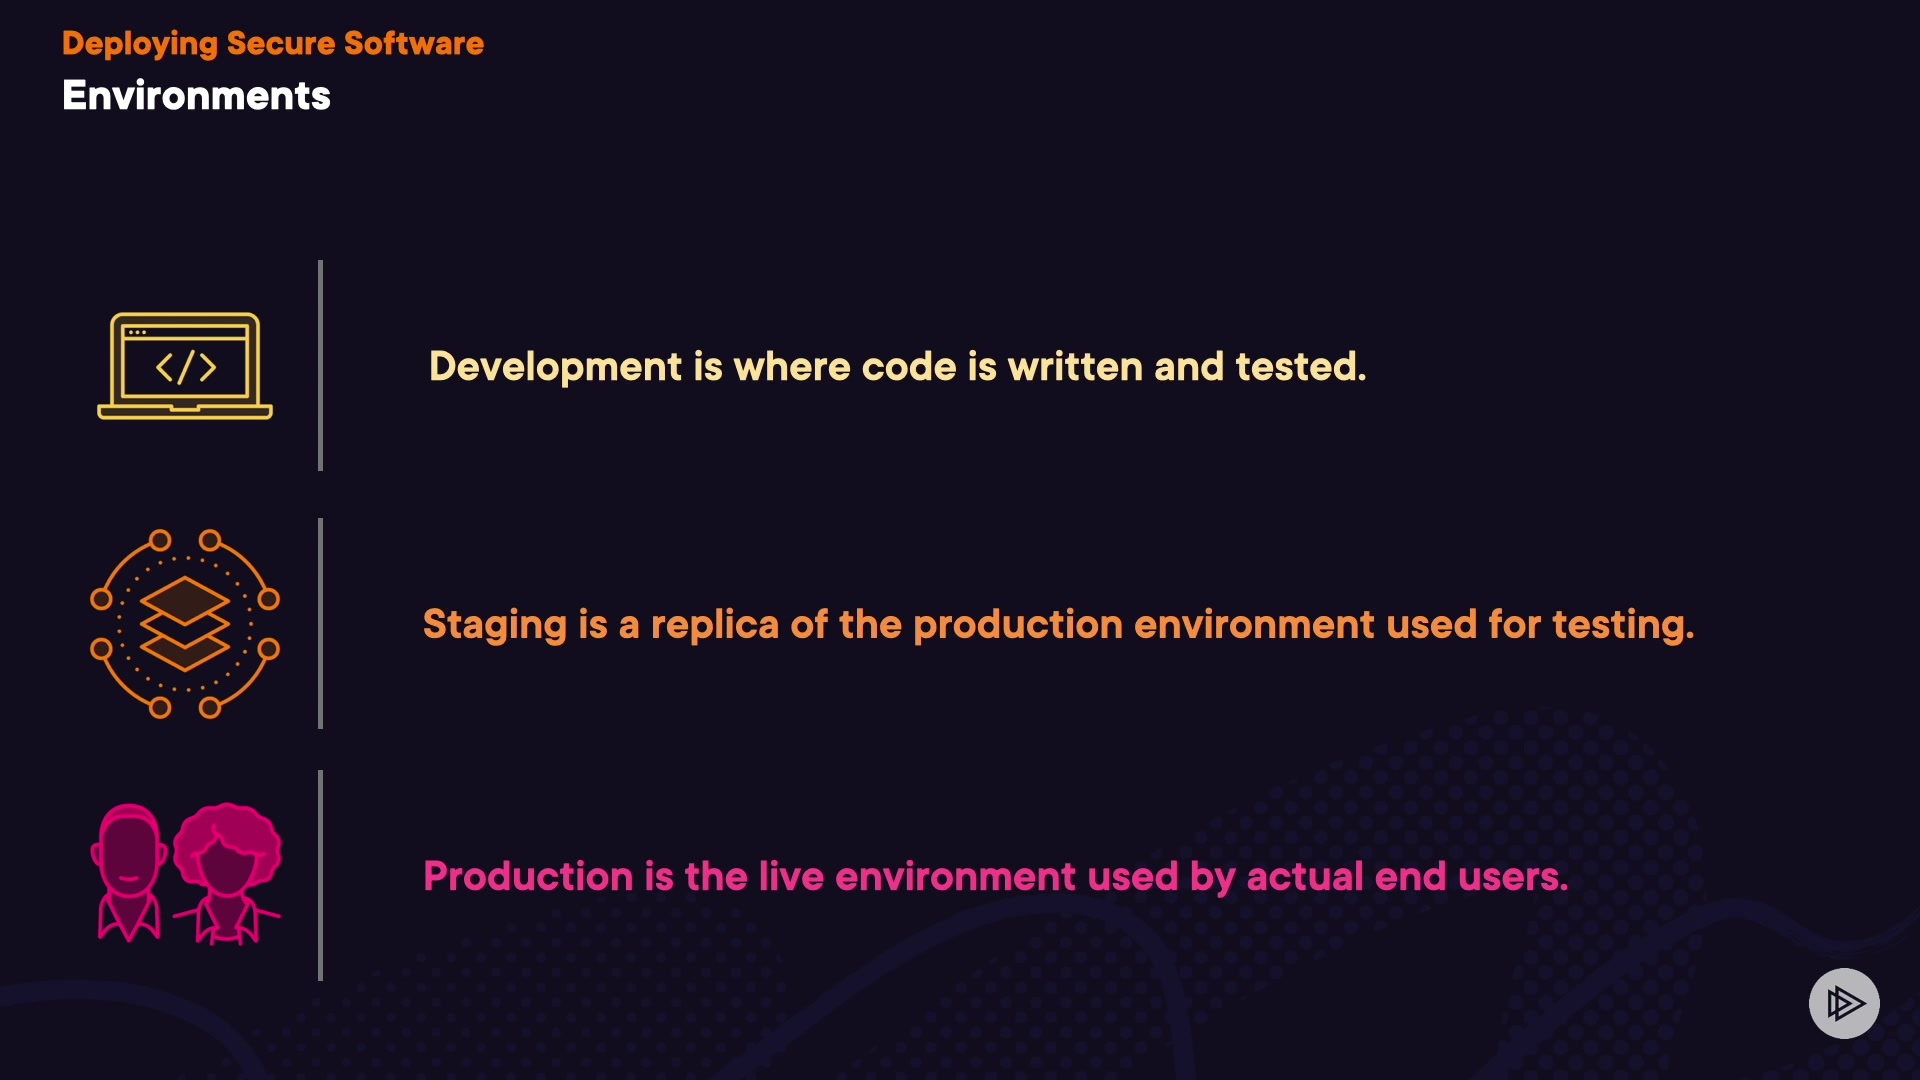 Deploying Secure Software
Environments
</>
Development is where code is written and tested.
Staging is a replica of the production environment used for testing.
Production is the live environment used by actual end users.